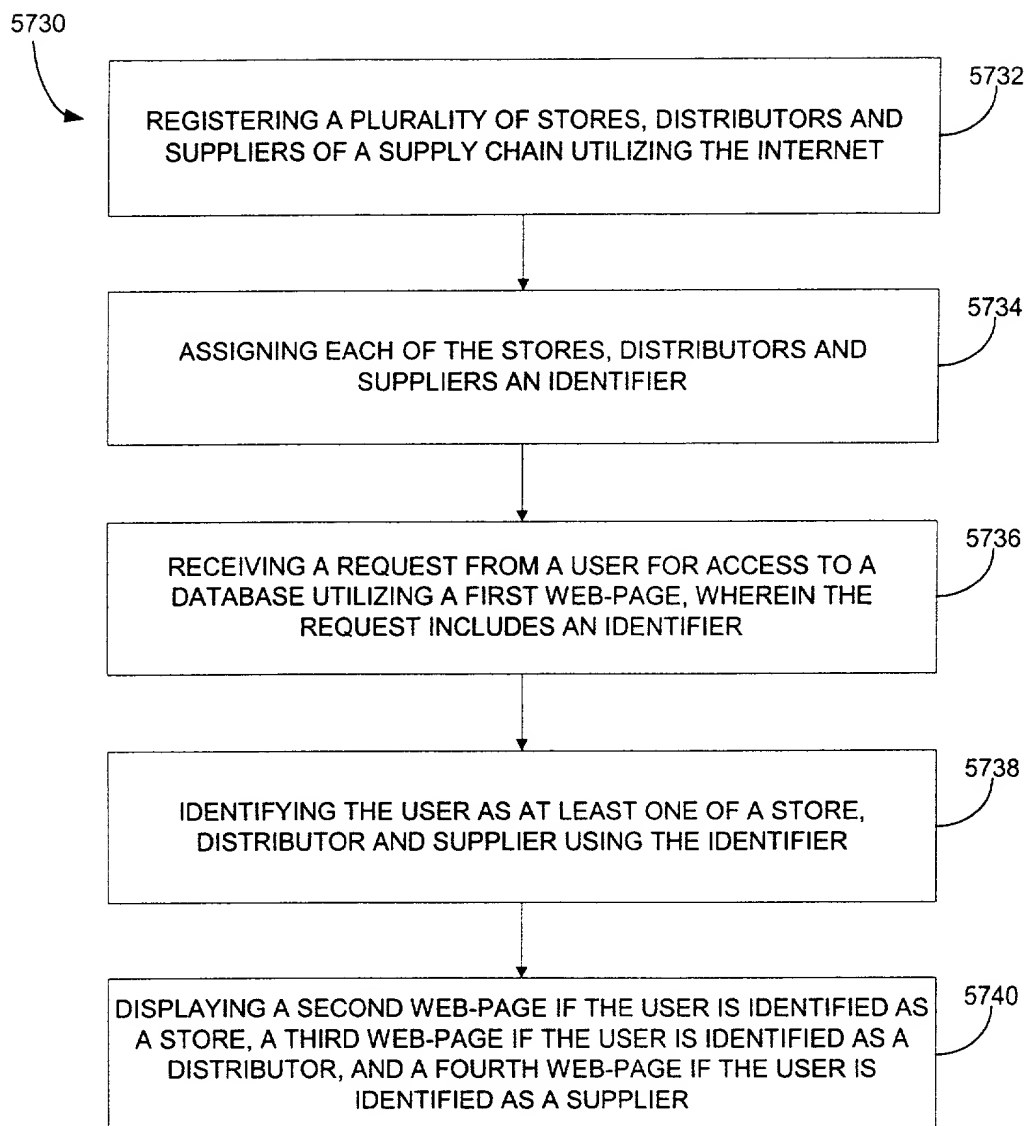 5730
5732
REGISTERING A PLURALITY OF STORES, DISTRIBUTORS AND
SUPPLIERS OF A SUPPLY CHAIN UTILIZING THE INTERNET
5734
ASSIGNING EACH OF THE STORES, DISTRIBUTORS AND
SUPPLIERS AN IDENTIFIER
5736
RECEIVING A REQUEST FROM A USER FOR ACCESS TO A
DATABASE UTILIZING A FIRST WEB-PAGE, WHEREIN THE
REQUEST INCLUDES AN IDENTIFIER
5738
IDENTIFYING THE USER AS AT LEAST ONE OF A STORE,
DISTRIBUTOR AND SUPPLIER USING THE IDENTIFIER
5740
DISPLAYING A SECOND WEB-PAGE IF THE USER IS IDENTIFIED AS
A STORE, A THIRD WEB-PAGE IF THE USER IS IDENTIFIED AS A
DISTRIBUTOR, AND A FOURTH WEB-PAGE IF THE USER IS
IDENTIFIED AS A SUPPLIER